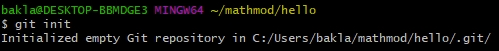 bakla@DESKTOP-BBMDGE3 MINGW64 ~/mathmod/hello
$ git init
Initialized empty Git repository in C:/Users/bakla/mathmod/hello/.git/